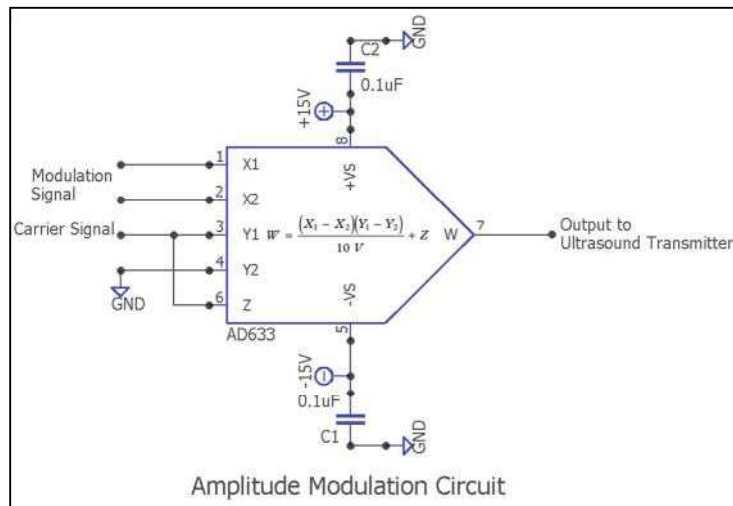 GND
C2
0.1uF
+15V
8
+VS
Modulation
Signal
1
X1
2
X2
Carrier Signal
3
Y1
W = (X₁ − X₂)(Y₁ − Y₂) / 10 V + Z
W
7
Output to
Ultrasound Transmitter
4
Y2
GND
6
Z
-VS
AD633
5
-15V
0.1uF
C1
GND
Amplitude Modulation Circuit